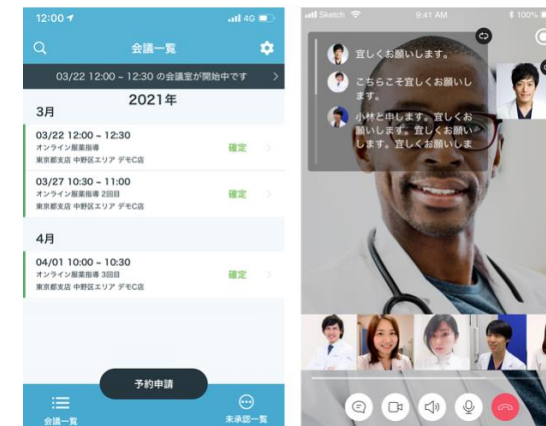 12:00
4G
会議一覧
03/22 12:00 ~ 12:30 の会議室が開始中です
2021年
3月
03/22 12:00 ~ 12:30
オンライン服薬指導
東京都支店 中野区エリア デモC店
確定
03/27 10:30 ~ 11:00
オンライン服薬指導 2回目
東京都支店 中野区エリア デモC店
確定
4月
04/01 10:00 ~ 10:30
オンライン服薬指導 3回目
東京都支店 中野区エリア デモC店
確定
予約申請
会議一覧
未承認一覧
Sketch
9:41 AM
100%
宜しくお願いします。
こちらこそ宜しくお願いし
ます。
小林と申します。宜しくお
願いします。宜しくお願い
します。宜しくお願いしま